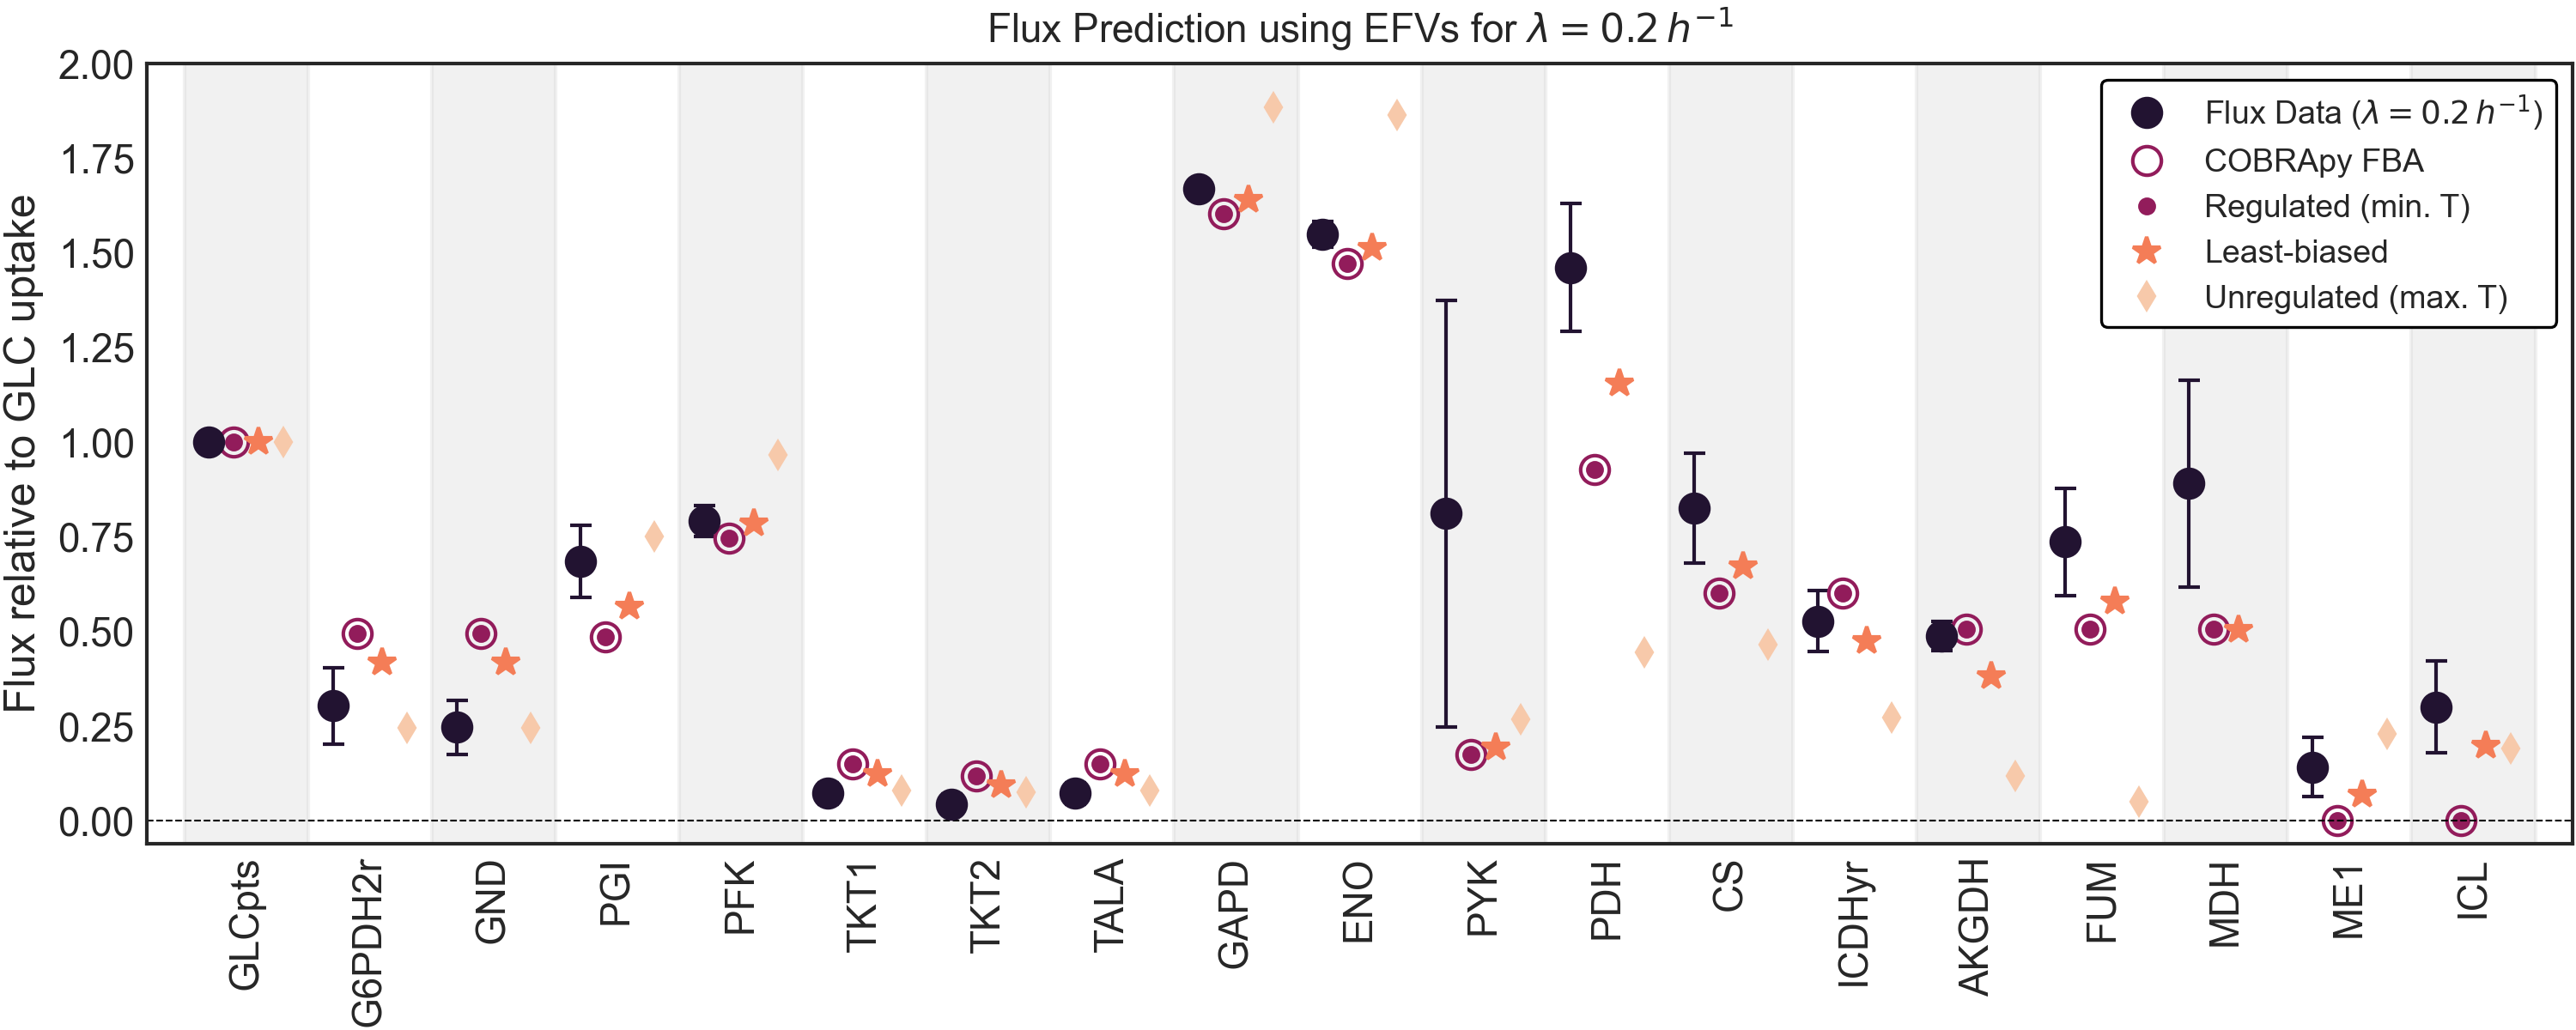 Flux Prediction using EFVs for λ = 0.2 h⁻¹
Flux relative to GLC uptake
2.00
1.75
1.50
1.25
1.00
0.75
0.50
0.25
0.00
Flux Data (λ = 0.2 h⁻¹)
COBRApy FBA
Regulated (min. T)
Least-biased
Unregulated (max. T)
GLCpts
G6PDH2r
GND
PGI
PFK
TKT1
TKT2
TALA
GAPD
ENO
PYK
PDH
CS
ICDHyr
AKGDH
FUM
MDH
ME1
ICL